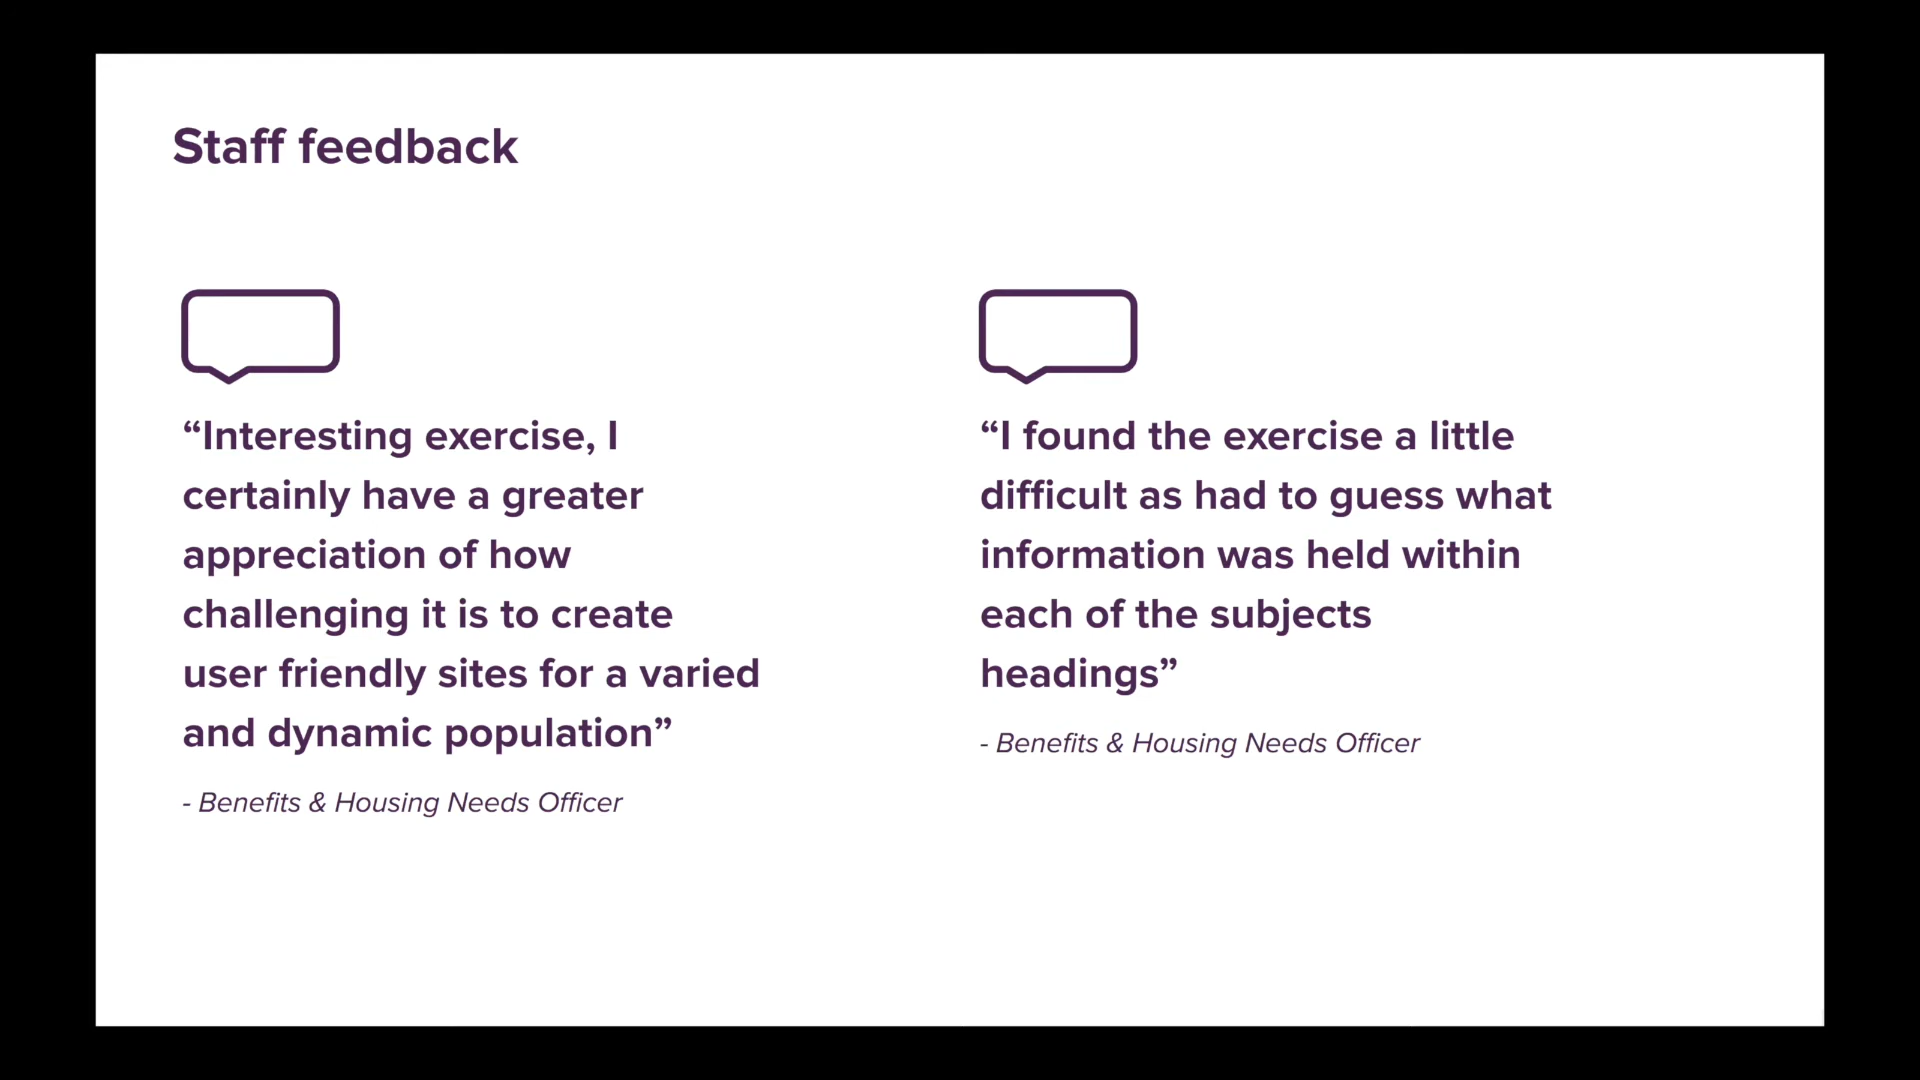 Staff feedback
“Interesting exercise, I
certainly have a greater
appreciation of how
challenging it is to create
user friendly sites for a varied
and dynamic population”
- Benefits & Housing Needs Officer
“I found the exercise a little
difficult as had to guess what
information was held within
each of the subjects
headings”
- Benefits & Housing Needs Officer